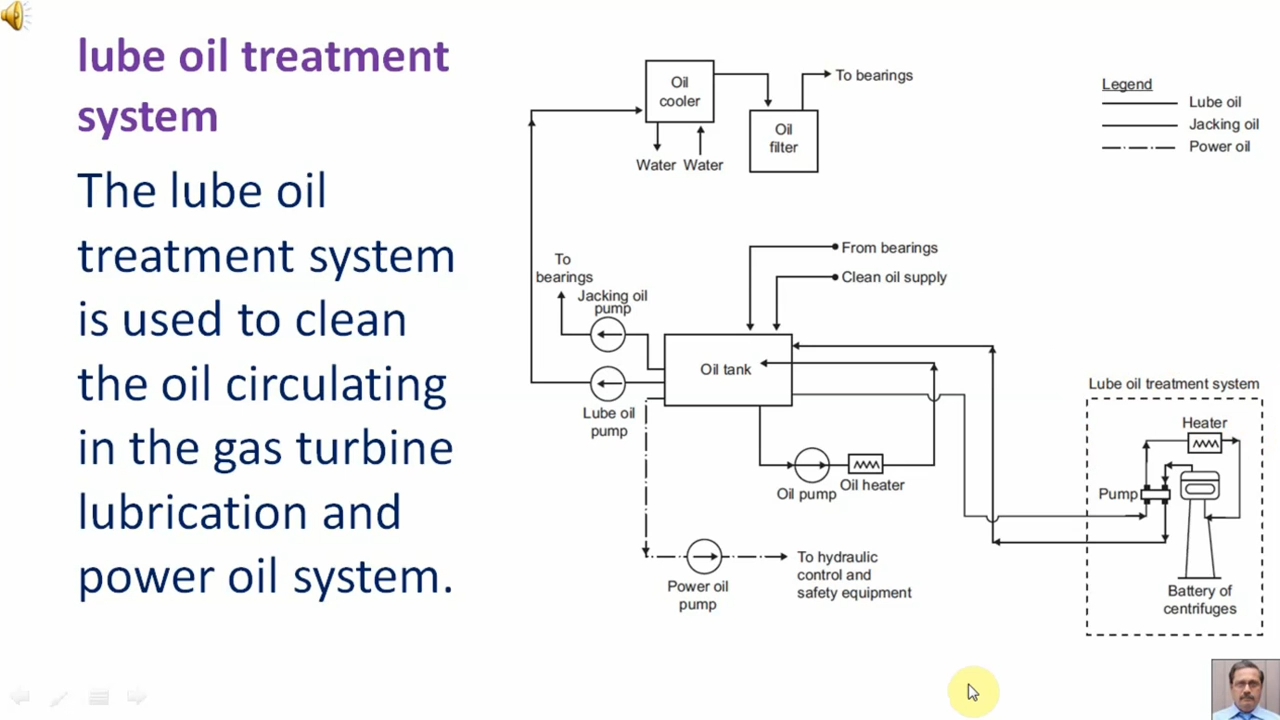 lube oil treatment
system
The lube oil
treatment system
is used to clean
the oil circulating
in the gas turbine
lubrication and
power oil system.
Oil
cooler
To bearings
Oil
filter
Water Water
Legend
Lube oil
Jacking oil
Power oil
From bearings
Clean oil supply
To
bearings
Jacking oil
pump
Oil tank
Lube oil
pump
Oil pump
Oil heater
Power oil
pump
To hydraulic
control and
safety equipment
Lube oil treatment system
Heater
Pump
Battery of
centrifuges